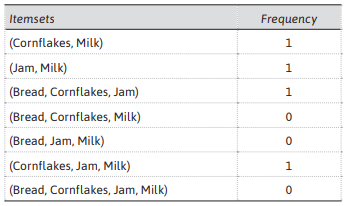 Itemsets Frequency
(Cornflakes, Milk) 1
(Jam, Milk) 1
(Bread, Cornflakes, Jam) 1
(Bread, Cornflakes, Milk) 0
(Bread, Jam, Milk) 0
(Cornflakes, Jam, Milk) 1
(Bread, Cornflakes, Jam, Milk) 0